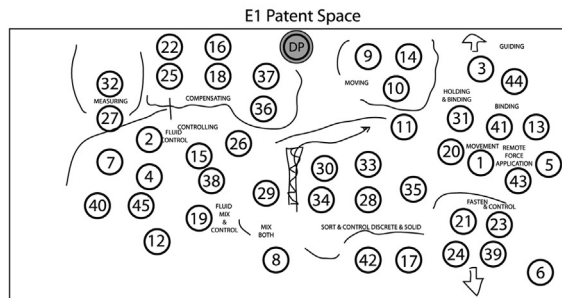 E1 Patent Space
22 16 DP
9 14
GUIDING
3
32
25 18 37
MOVING
10
44
MEASURING
COMPENSATING
HOLDING
& BINDING
BINDING
27
36
31 41 13
CONTROLLING
2
FLUID
CONTROL
26
11
15
7
30 33
20
MOVEMENT
1
REMOTE
FORCE
APPLICATION
5
4
38
29
35
43
40 45
34 28
FASTEN & CONTROL
19
FLUID
MIX
&
CONTROL
21 23
12
MIX
BOTH
SORT & CONTROL DISCRETE & SOLID
8
42 17
24 39
6